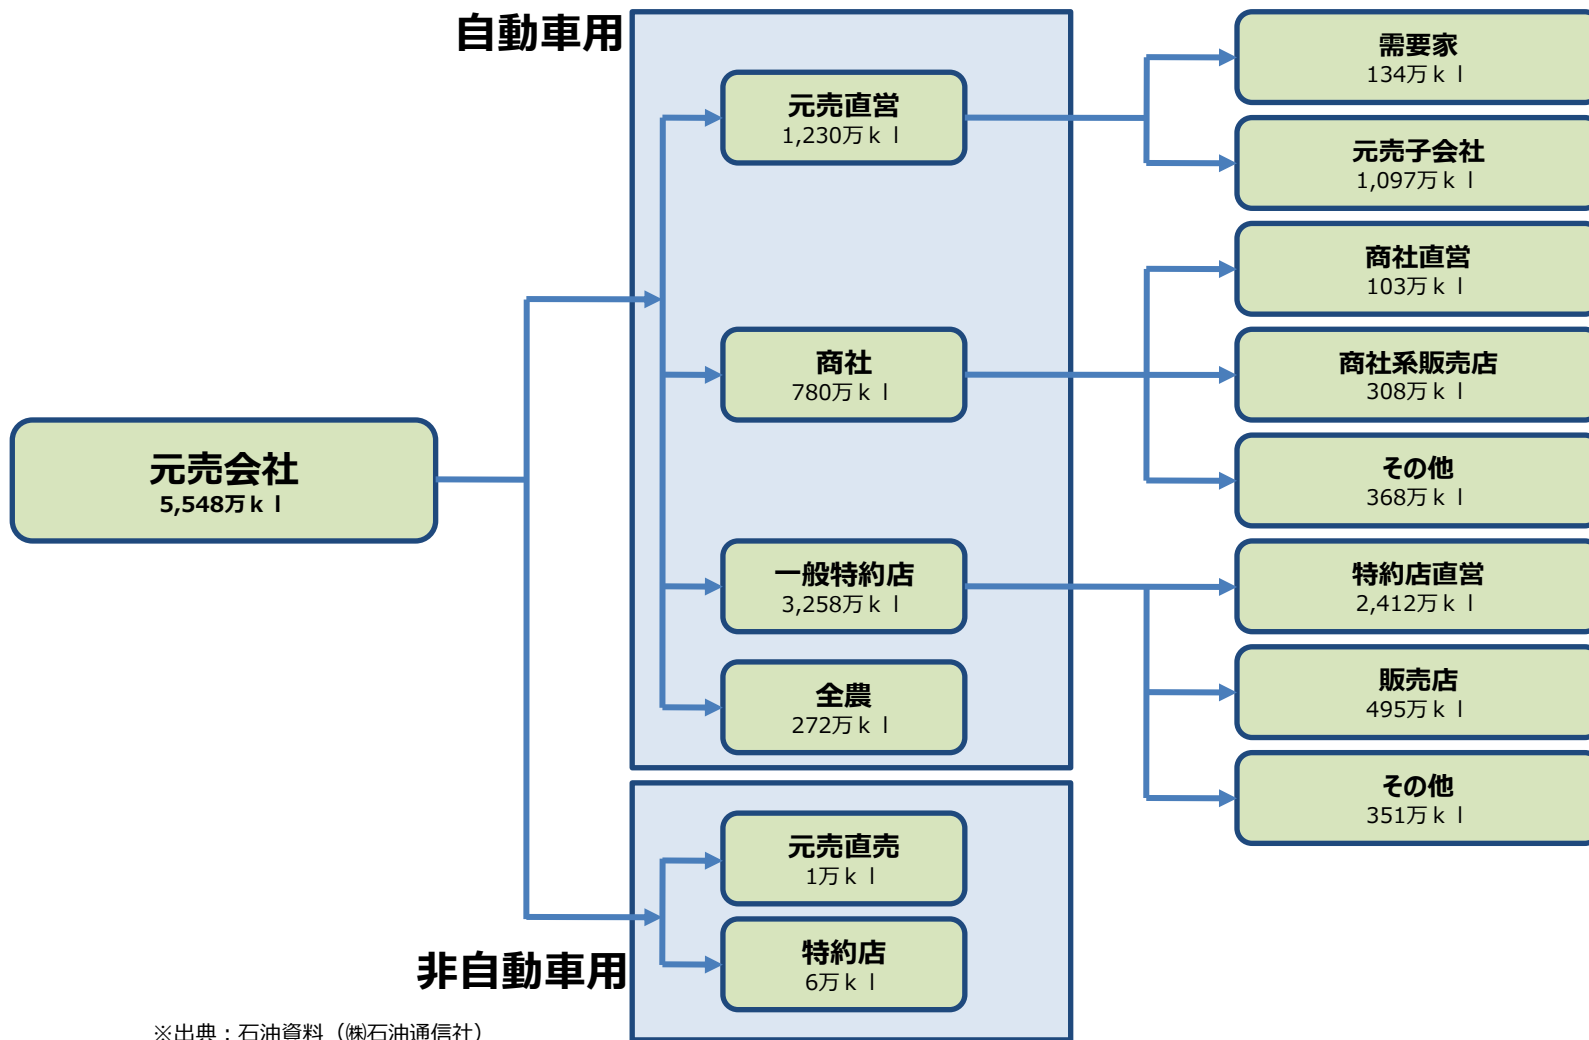 自動車用
元売会社
5,548万ｋｌ
元売直営
1,230万ｋｌ
商社
780万ｋｌ
一般特約店
3,258万ｋｌ
全農
272万ｋｌ
需要家
134万ｋｌ
元売子会社
1,097万ｋｌ
商社直営
103万ｋｌ
商社系販売店
308万ｋｌ
その他
368万ｋｌ
特約店直営
2,412万ｋｌ
販売店
495万ｋｌ
その他
351万ｋｌ
非自動車用
元売直売
1万ｋｌ
特約店
6万ｋｌ
※出典：石油資料（㈱石油通信社）